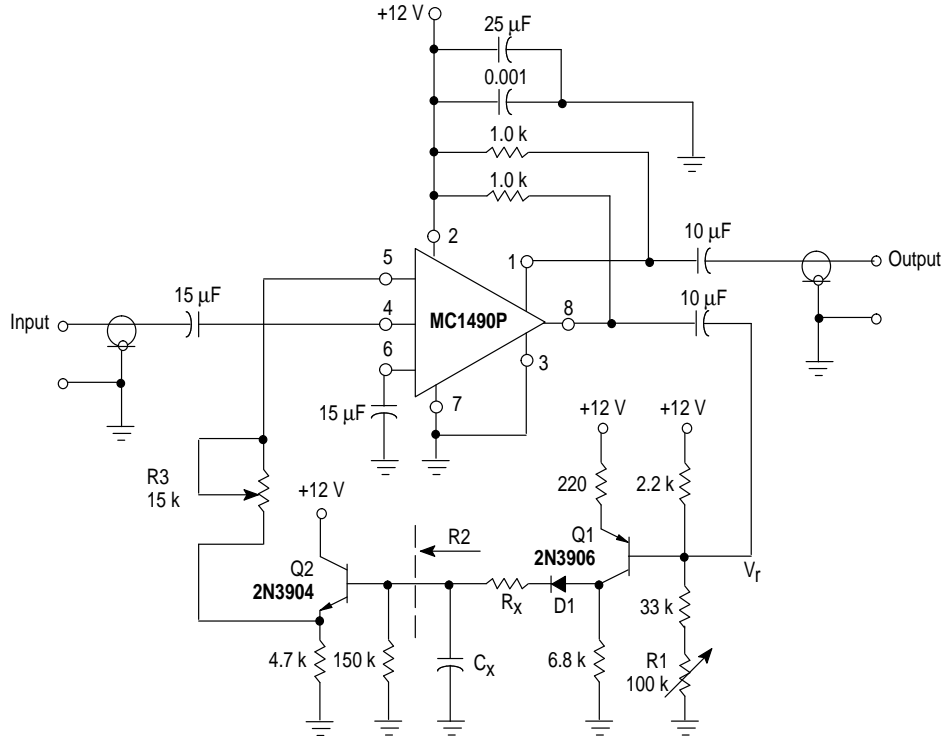 +12 V
25 μF
0.001
1.0 k
1.0 k
2
5
1
10 μF
Output
15 μF
Input
4
MC1490P
8
10 μF
6
3
15 μF
7
+12 V
+12 V
R3
15 k
220
2.2 k
+12 V
R2
Q1
2N3906
Vr
Q2
2N3904
RX
D1
33 k
4.7 k
150 k
CX
6.8 k
R1
100 k